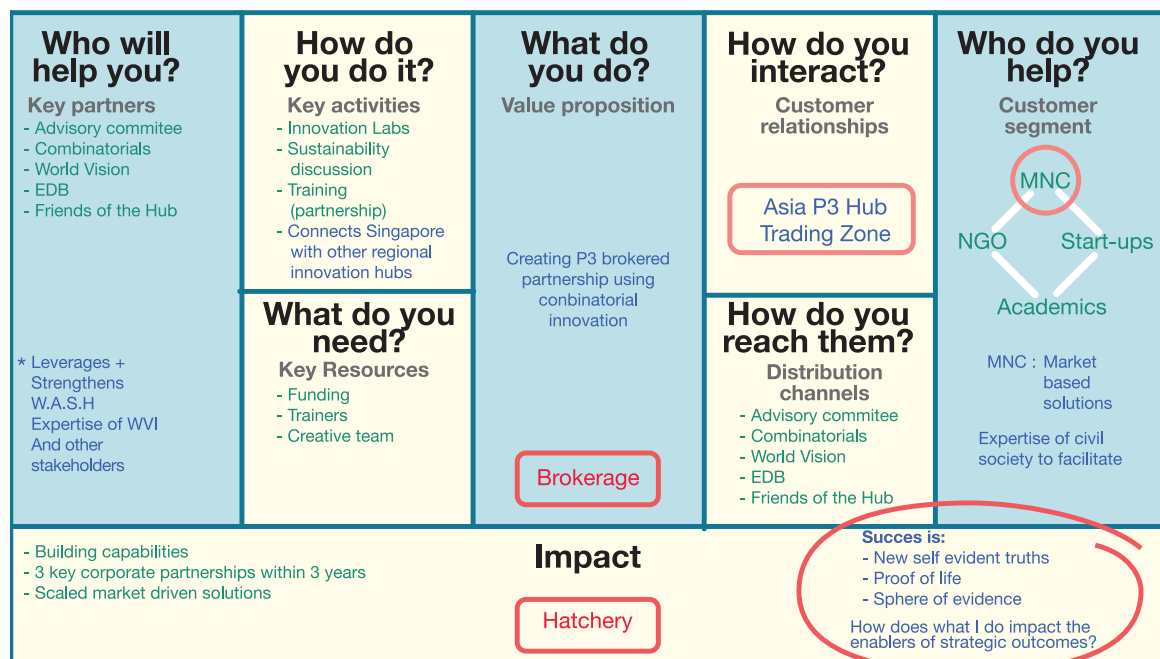 Who will
help you?
Key partners
- Advisory commitee
- Combinatorials
- World Vision
- EDB
- Friends of the Hub
* Leverages +
Strengthens
W.A.S.H
Expertise of WVI
And other
stakeholders
How do
you do it?
Key activities
- Innovation Labs
- Sustainability
discussion
- Training
(partnership)
- Connects Singapore
with other regional
innovation hubs
What do you
need?
Key Resources
- Funding
- Trainers
- Creative team
What do
you do?
Value proposition
Creating P3 brokered
partnership using
conbinatorial
innovation
Brokerage
How do you
interact?
Customer
relationships
Asia P3 Hub
Trading Zone
How do you
reach them?
Distribution
channels
- Advisory commitee
- Combinatorials
- World Vision
- EDB
- Friends of the Hub
Who do you
help?
Customer
segment
MNC
NGO
Start-ups
Academics
MNC : Market
based
solutions
Expertise of civil
society to facilitate
- Building capabilities
- 3 key corporate partnerships within 3 years
- Scaled market driven solutions
Impact
Hatchery
Succes is:
- New self evident truths
- Proof of life
- Sphere of evidence
How does what I do impact the
enablers of strategic outcomes?